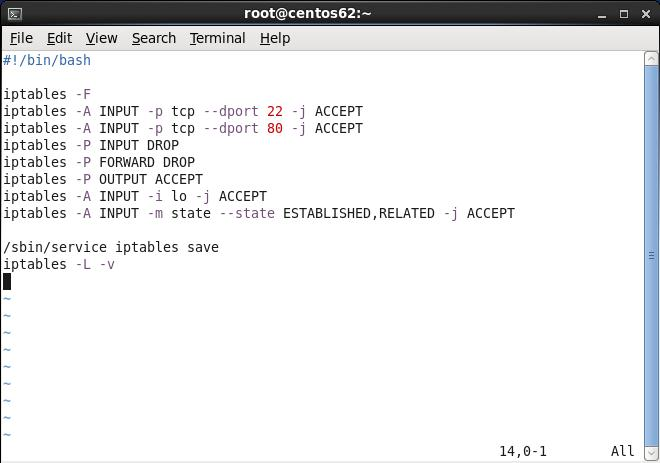 root@centos62:~
File Edit View Search Terminal Help
#!/bin/bash
iptables -F
iptables -A INPUT -p tcp --dport 22 -j ACCEPT
iptables -A INPUT -p tcp --dport 80 -j ACCEPT
iptables -P INPUT DROP
iptables -P FORWARD DROP
iptables -P OUTPUT ACCEPT
iptables -A INPUT -i lo -j ACCEPT
iptables -A INPUT -m state --state ESTABLISHED,RELATED -j ACCEPT
/sbin/service iptables save
iptables -L -v
~
~
~
~
~
~
~
~
~
14,0-1 All